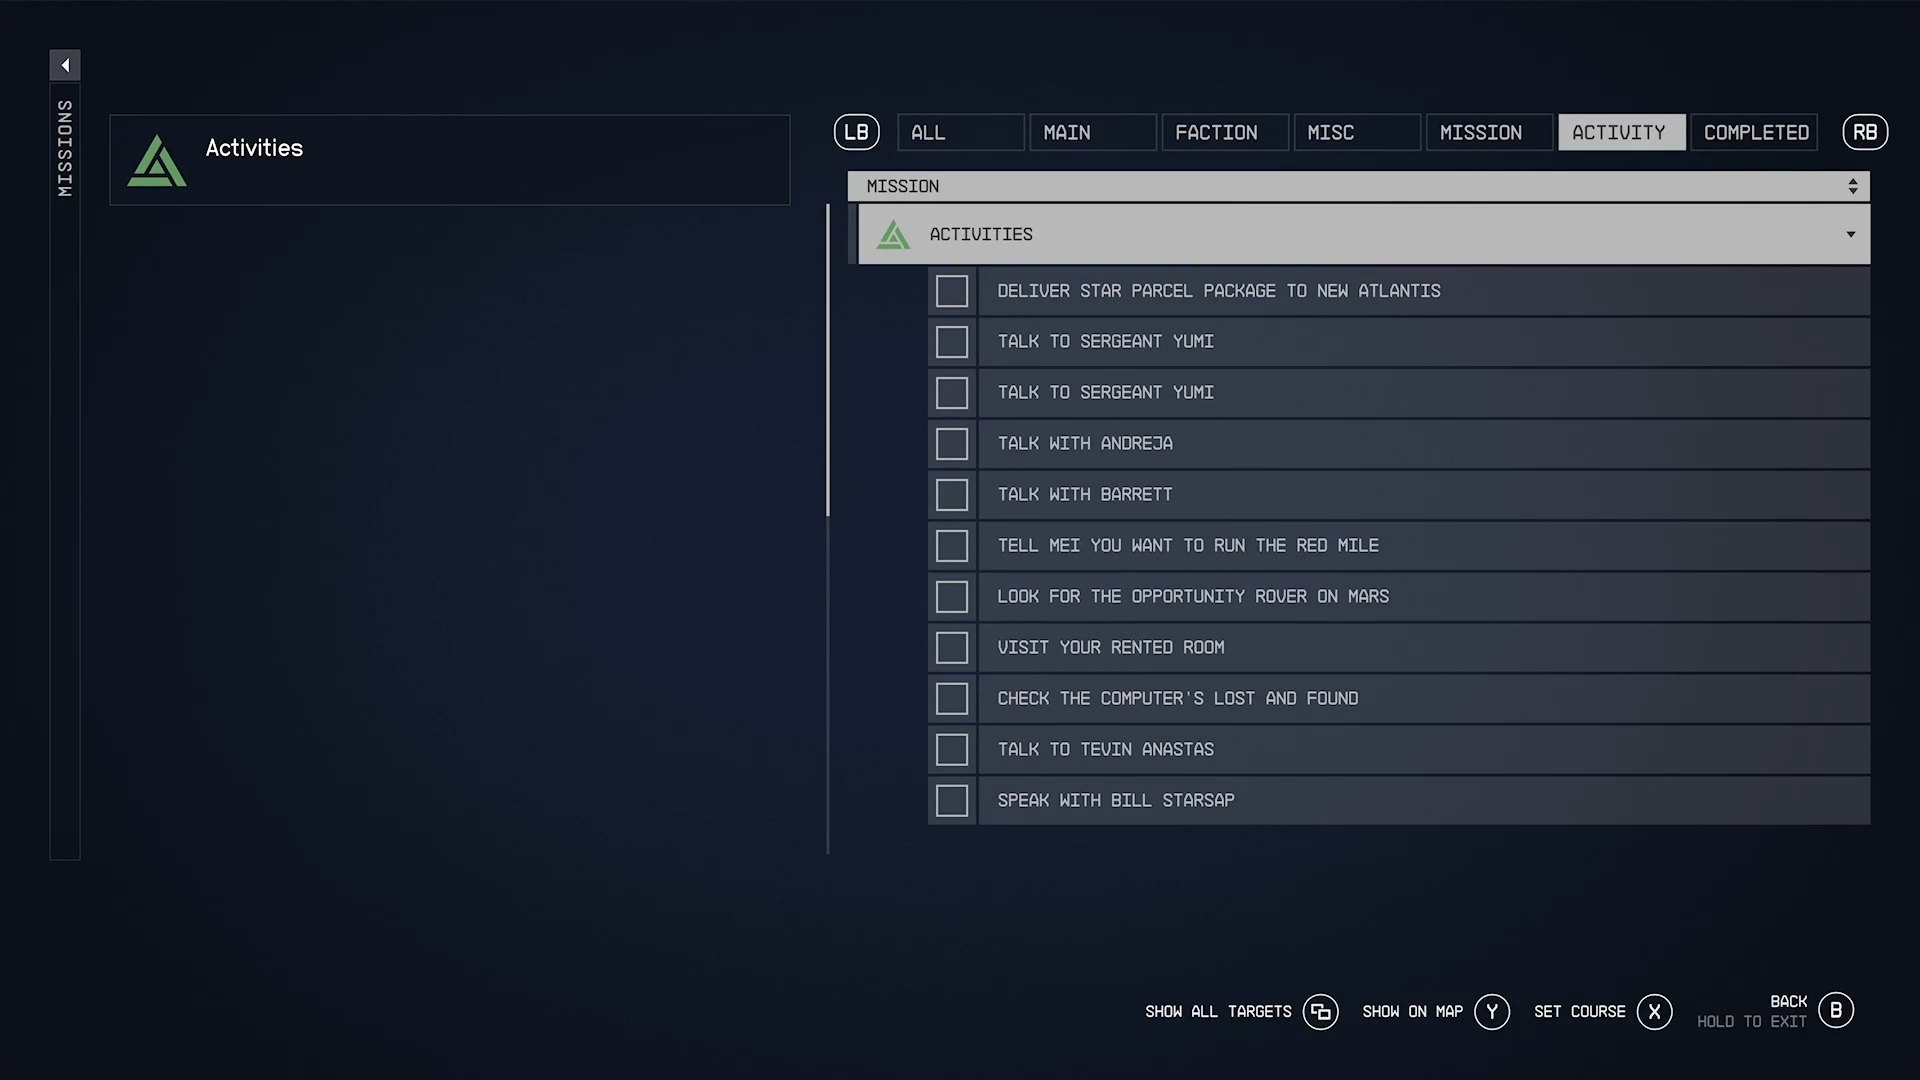 MISSIONS
Activities
LB ALL MAIN FACTION MISC MISSION ACTIVITY COMPLETED RB
MISSION
ACTIVITIES
DELIVER STAR PARCEL PACKAGE TO NEW ATLANTIS
TALK TO SERGEANT YUMI
TALK TO SERGEANT YUMI
TALK WITH ANDREJA
TALK WITH BARRETT
TELL MEI YOU WANT TO RUN THE RED MILE
LOOK FOR THE OPPORTUNITY ROVER ON MARS
VISIT YOUR RENTED ROOM
CHECK THE COMPUTER'S LOST AND FOUND
TALK TO TEVIN ANASTAS
SPEAK WITH BILL STARSAP
SHOW ALL TARGETS SHOW ON MAP Y SET COURSE X BACK B
HOLD TO EXIT